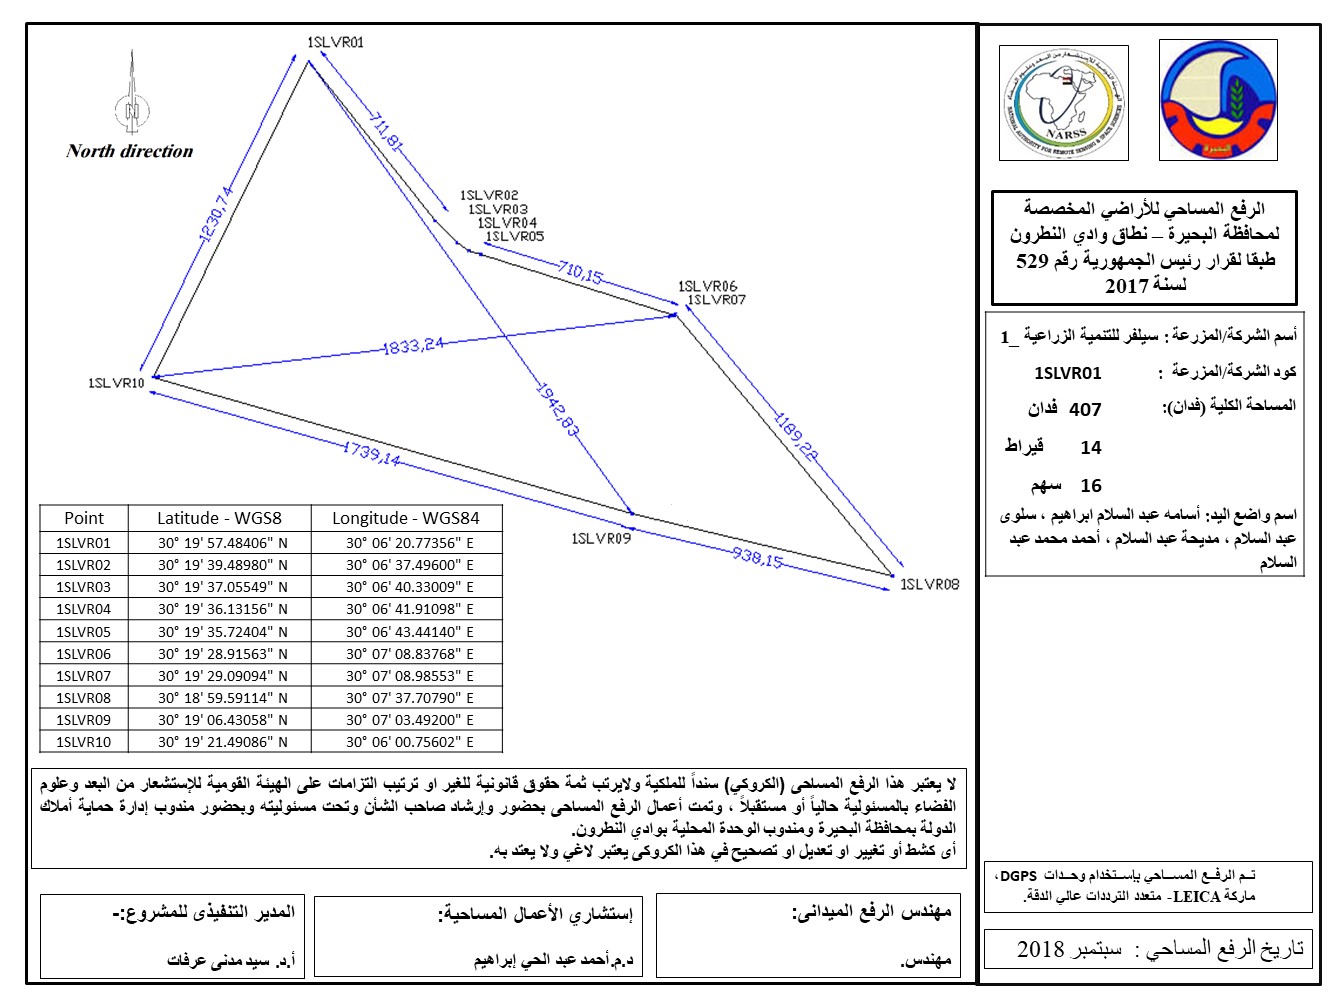 1SLVR01
711,81
1230,74
North direction
1SLVR02
1SLVR03
1SLVR04
1SLVR05
710,15
1SLVR06
1SLVR07
1833,24
1SLVR10
1942,83
1189,22
1739,14
1SLVR09
938,15
1SLVR08
Point Latitude - WGS8 Longitude - WGS84
1SLVR01 30° 19' 57.48406" N 30° 06' 20.77356" E
1SLVR02 30° 19' 39.48980" N 30° 06' 37.49600" E
1SLVR03 30° 19' 37.05549" N 30° 06' 40.33009" E
1SLVR04 30° 19' 36.13156" N 30° 06' 41.91098" E
1SLVR05 30° 19' 35.72404" N 30° 06' 43.44140" E
1SLVR06 30° 19' 28.91563" N 30° 07' 08.83768" E
1SLVR07 30° 19' 29.09094" N 30° 07' 08.98553" E
1SLVR08 30° 18' 59.59114" N 30° 07' 37.70790" E
1SLVR09 30° 19' 06.43058" N 30° 07' 03.49200" E
1SLVR10 30° 19' 21.49086" N 30° 06' 00.75602" E
لا يعتبر هذا الرفع المساحى (الكروكي) سنداً للملكية ولايرتب ثمة حقوق قانونية للغير او ترتيب التزامات على الهيئة القومية للإستشعار من البعد وعلوم
الفضاء بالمسئولية حالياً أو مستقبلاً ، وتمت أعمال الرفع المساحى بحضور وإرشاد صاحب الشأن وتحت مسئوليته وبحضور مندوب إدارة حماية أملاك
الدولة بمحافظة البحيرة ومندوب الوحدة المحلية بوادي النطرون.
أى كشط أو تغيير او تعديل او تصحيح في هذا الكروكى يعتبر لاغي ولا يعتد به.
مهندس الرفع الميدانى:
مهندس.
إستشاري الأعمال المساحية:
د.م.أحمد عبد الحي إبراهيم
المدير التنفيذى للمشروع:-
أ.د. سيد مدنى عرفات
NARSS
NATIONAL AUTHORITY FOR REMOTE SENSING & SPACE SCIENCES
الهيئة القومية للإستشعار من البعد وعلوم الفضاء
البحيرة
الرفع المساحي للأراضي المخصصة
لمحافظة البحيرة – نطاق وادي النطرون
طبقا لقرار رئيس الجمهورية رقم 529
لسنة 2017
أسم الشركة/المزرعة : سيلفر للتنمية الزراعية _1
كود الشركة/المزرعة : 1SLVR01
المساحة الكلية (فدان): 407 فدان
14 قيراط
16 سهم
اسم واضع اليد: أسامه عبد السلام ابراهيم ، سلوى
عبد السلام ، مديحة عبد السلام ، أحمد محمد عبد
السلام
تـم الرفـع المسـاحي بإسـتخدام وحـدات DGPS،
ماركة LEICA- متعدد الترددات عالي الدقة.
تاريخ الرفع المساحي : سبتمبر 2018